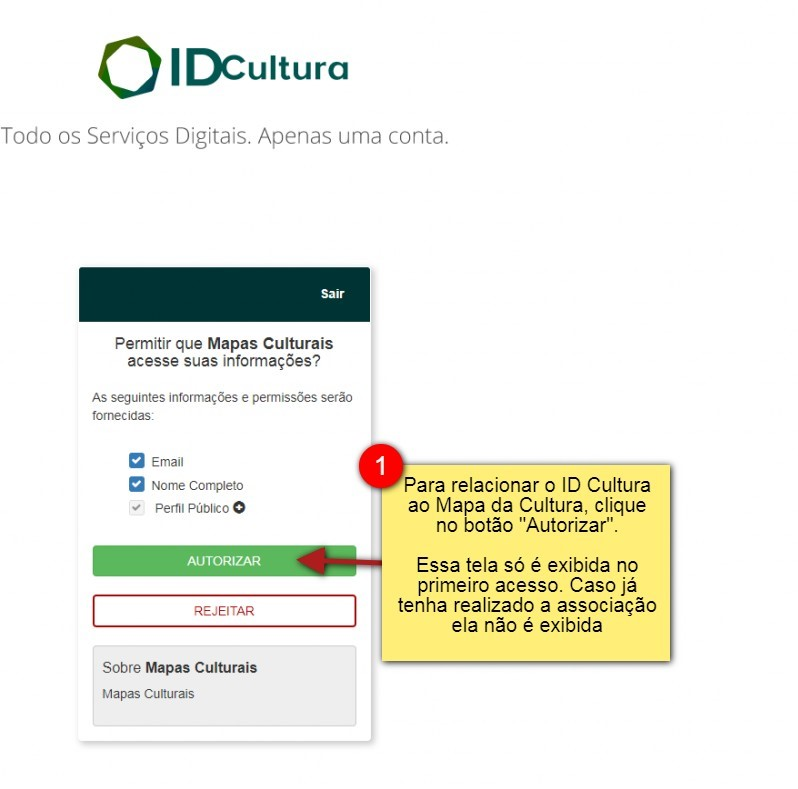 IDCultura
Todo os Serviços Digitais. Apenas uma conta.
Sair
Permitir que Mapas Culturais
acesse suas informações?
As seguintes informações e permissões serão
fornecidas:
Email
Nome Completo
Perfil Público
AUTORIZAR
REJEITAR
Sobre Mapas Culturais
Mapas Culturais
1
Para relacionar o ID Cultura
ao Mapa da Cultura, clique
no botão "Autorizar".
Essa tela só é exibida no
primeiro acesso. Caso já
tenha realizado a associação
ela não é exibida